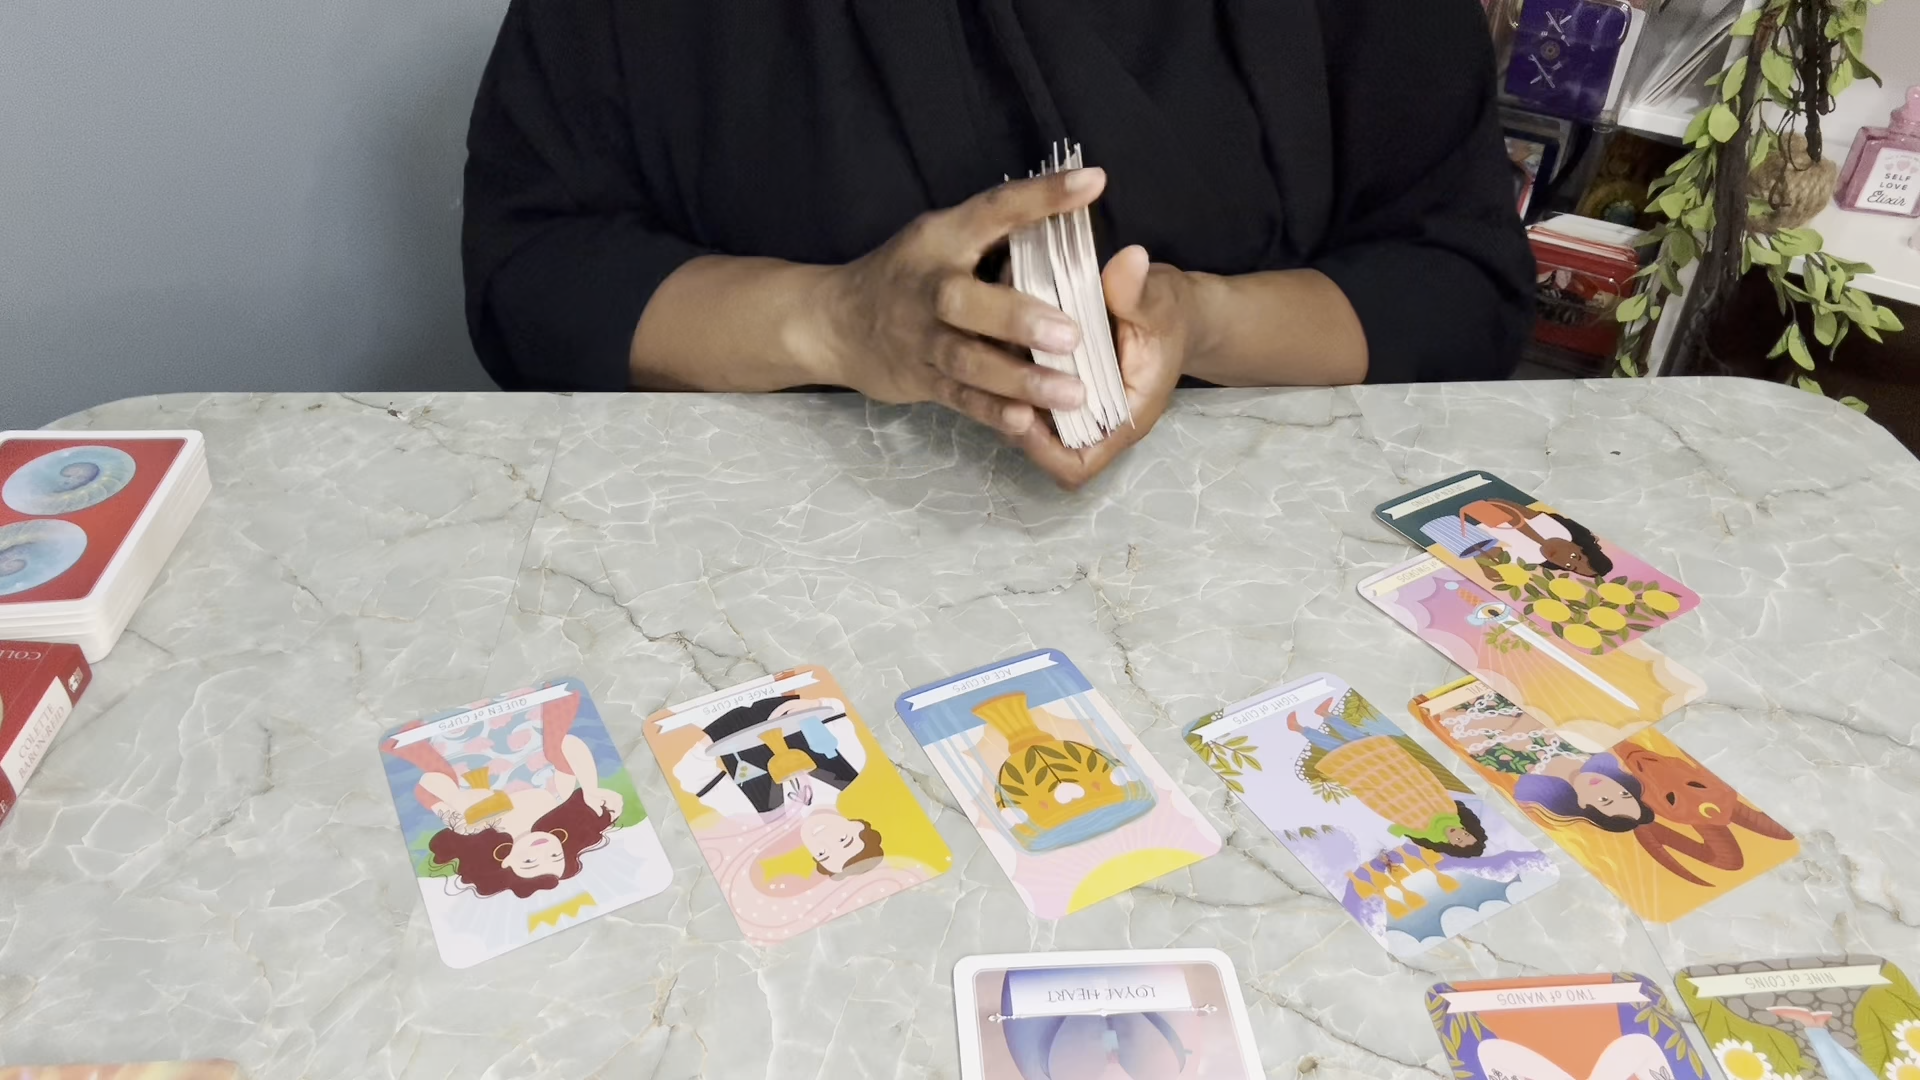 SELF
LOVE
Elixir
QUEEN of CUPS
PAGE of CUPS
ACE of CUPS
EIGHT of CUPS
LOYAL HEART
TWO of WANDS
NINE of COINS
COLETTE
BARON-REID